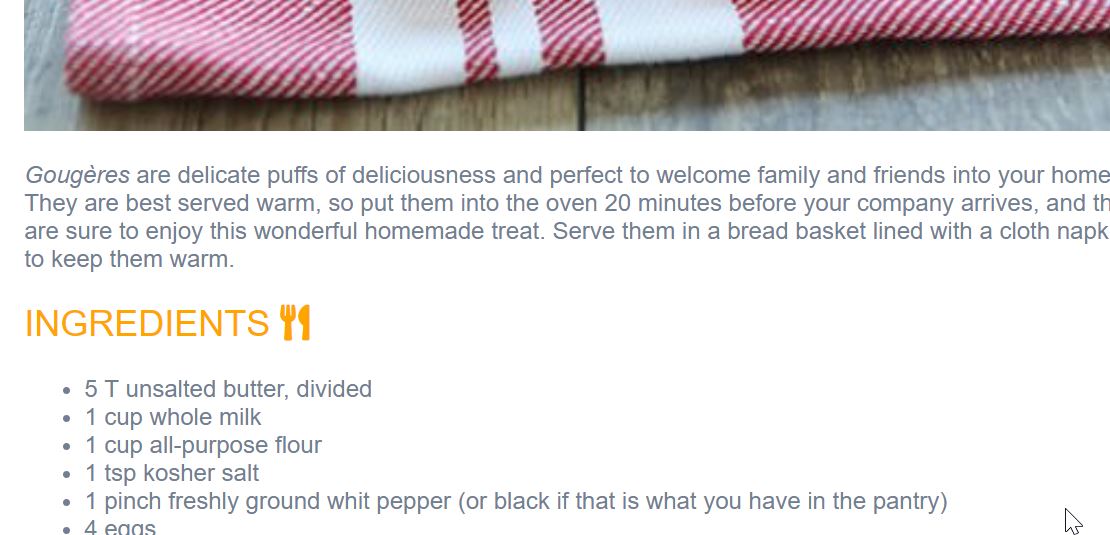 Gougères are delicate puffs of deliciousness and perfect to welcome family and friends into your home
They are best served warm, so put them into the oven 20 minutes before your company arrives, and th
are sure to enjoy this wonderful homemade treat. Serve them in a bread basket lined with a cloth napk
to keep them warm.
INGREDIENTS
5 T unsalted butter, divided
1 cup whole milk
1 cup all-purpose flour
1 tsp kosher salt
1 pinch freshly ground whit pepper (or black if that is what you have in the pantry)
4 eggs